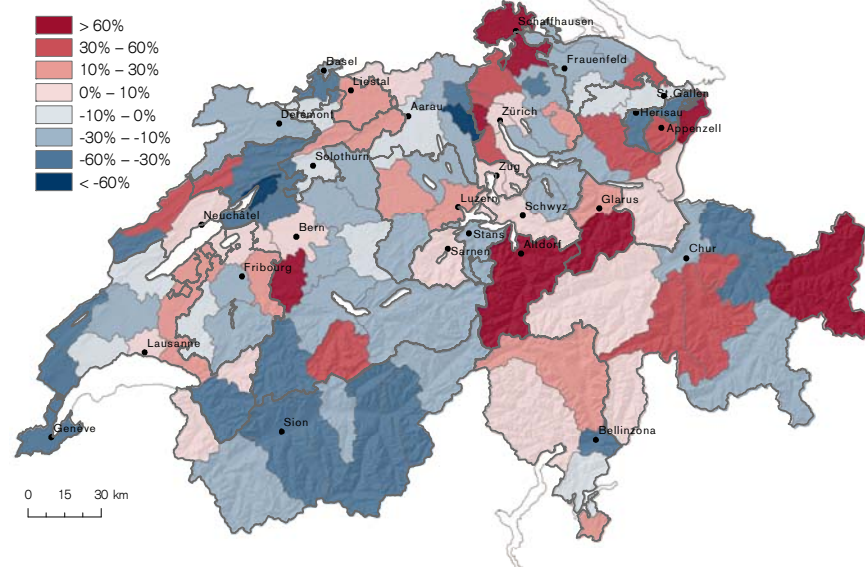 > 60%
30% – 60%
10% – 30%
0% – 10%
-10% – 0%
-30% – -10%
-60% – -30%
< -60%
Schaffhausen
Basel
Frauenfeld
Liestal
St.Gallen
Aarau
Zürich
Herisau
Delémont
Appenzell
Solothurn
Zug
Luzern
Glarus
Neuchâtel
Schwyz
Bern
Stans
Altdorf
Sarnen
Chur
Fribourg
Lausanne
Sion
Genève
Bellinzona
0 15 30 km